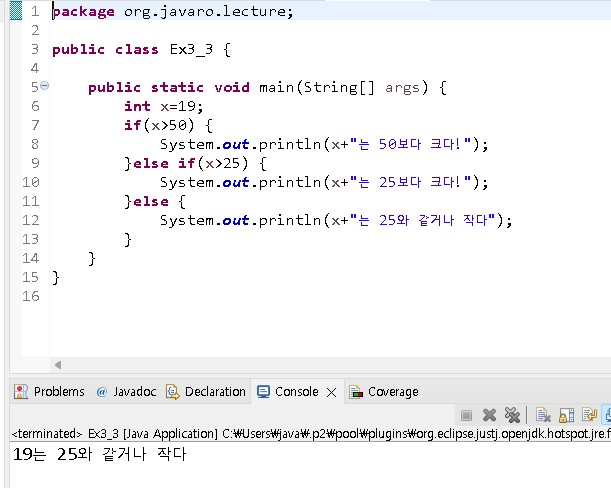 1 package org.javaro.lecture;
2
3 public class Ex3_3 {
4
5 public static void main(String[] args) {
6 int x=19;
7 if(x>50) {
8 System.out.println(x+"는 50보다 크다!");
9 }else if(x>25) {
10 System.out.println(x+"는 25보다 크다!");
11 }else {
12 System.out.println(x+"는 25와 같거나 작다");
13 }
14 }
15 }
16
Problems @ Javadoc Declaration Console Coverage
<terminated> Ex3_3 [Java Application] C:₩Users₩java₩.p2₩pool₩plugins₩org.eclipse.justj.openjdk.hotspot.jre.f
19는 25와 같거나 작다